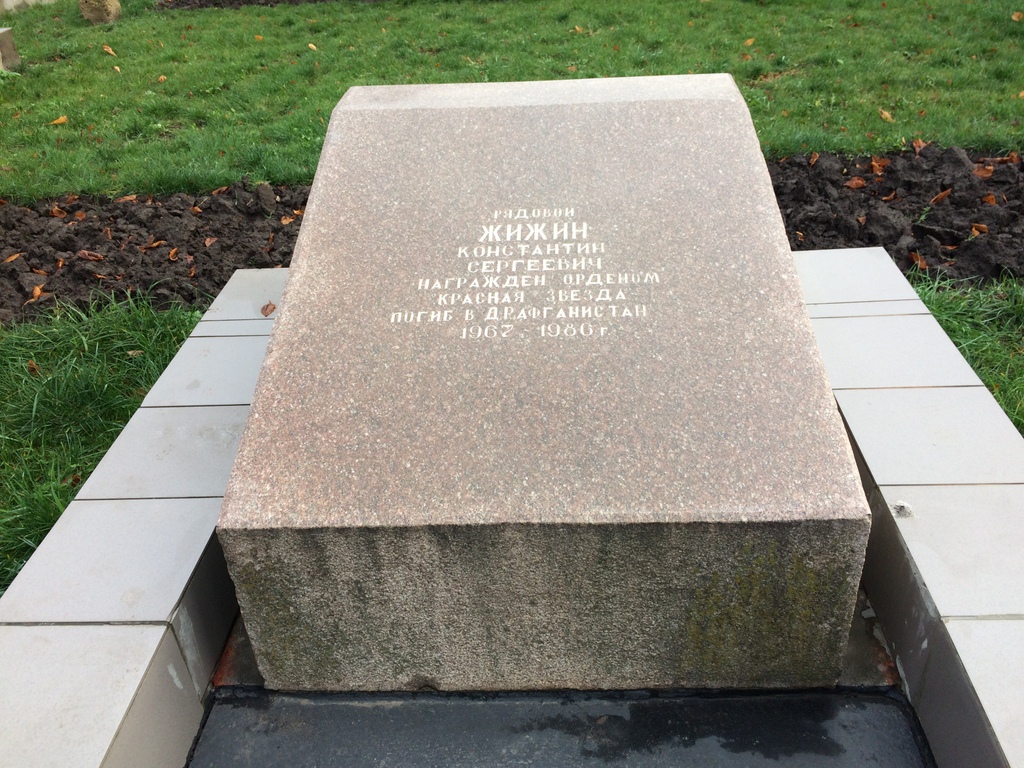 РЯДОВОЙ
ЖИЖИН
КОНСТАНТИН
СЕРГЕЕВИЧ
НАГРАЖДЕН ОРДЕНОМ
"КРАСНАЯ ЗВЕЗДА"
ПОГИБ В Д.Р.АФГАНИСТАН
1967 - 1986 г.